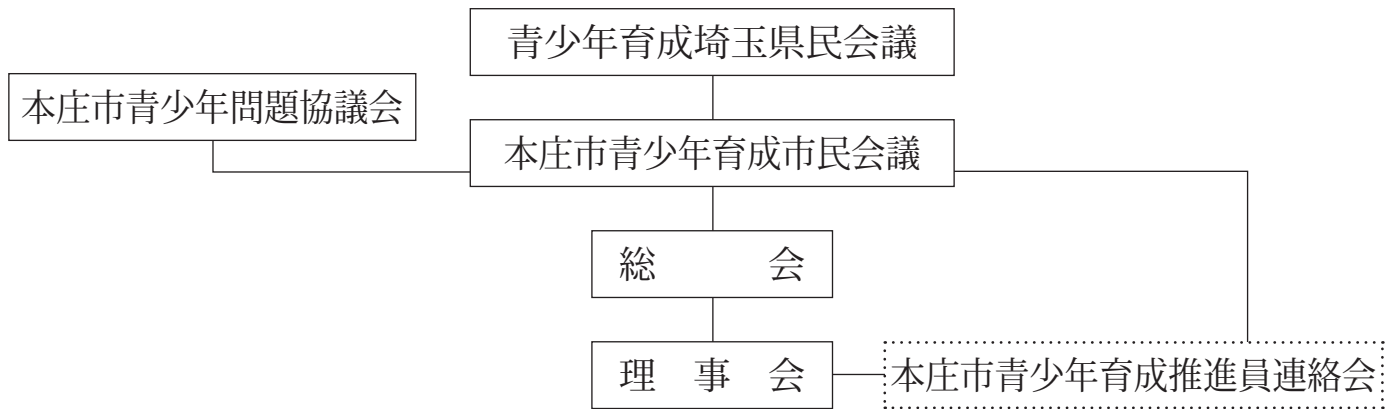 青少年育成埼玉県民会議
本庄市青少年問題協議会
本庄市青少年育成市民会議
総　会
理　事　会
本庄市青少年育成推進員連絡会